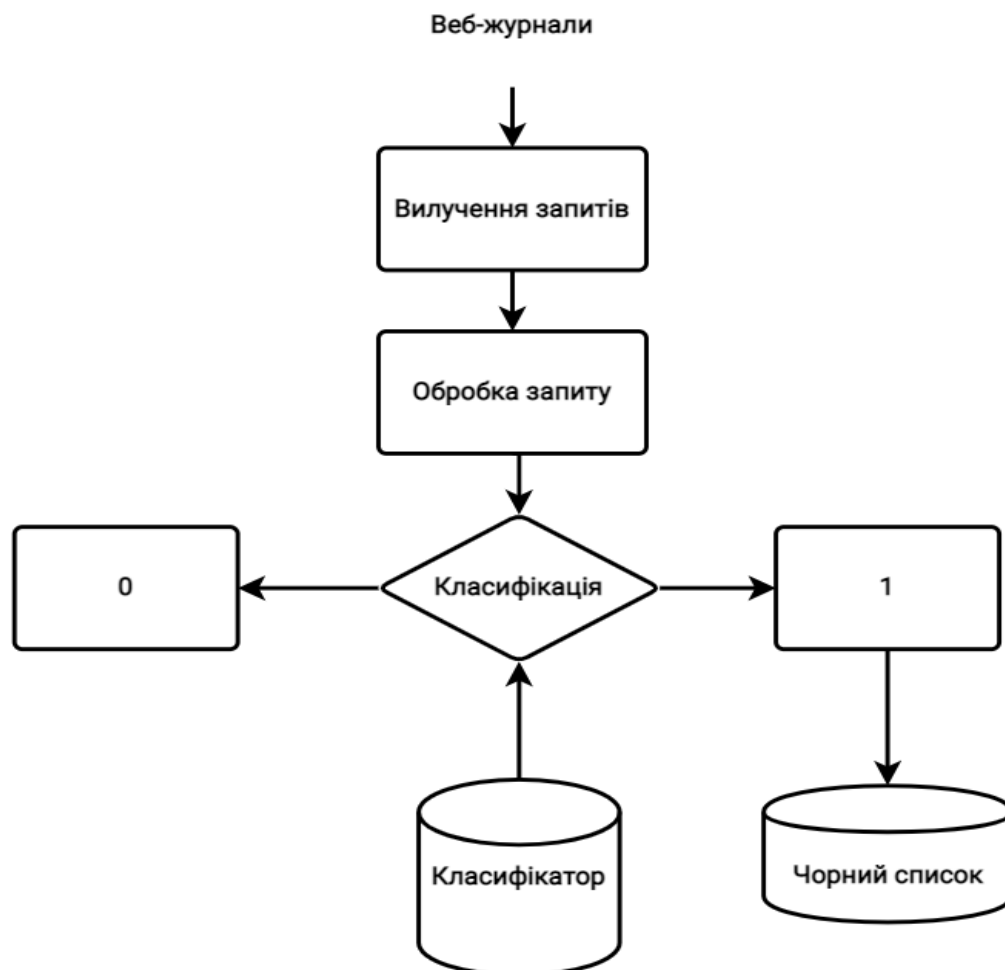 Веб-журнали
Вилучення запитів
Обробка запиту
0
Класифікація
1
Класифікатор
Чорний список